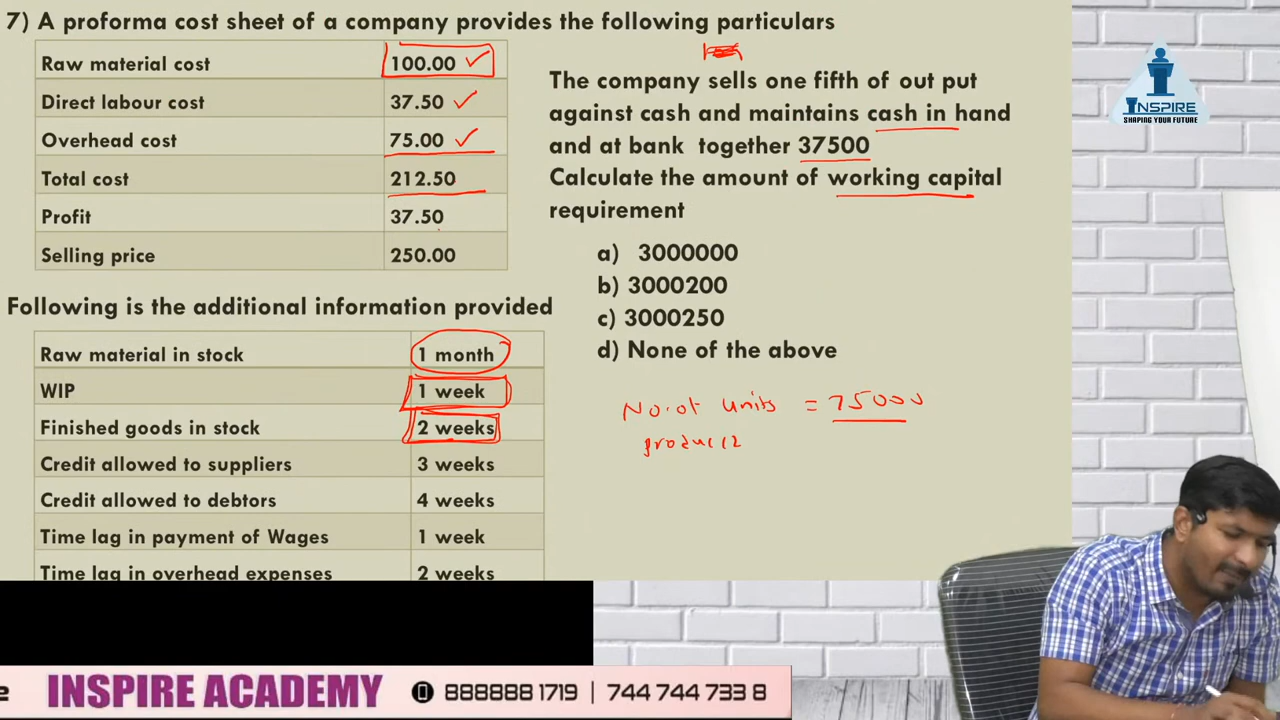 7) A proforma cost sheet of a company provides the following particulars
Raw material cost 100.00
Direct labour cost 37.50
Overhead cost 75.00
Total cost 212.50
Profit 37.50
Selling price 250.00
Following is the additional information provided
Raw material in stock 1 month
WIP 1 week
Finished goods in stock 2 weeks
Credit allowed to suppliers 3 weeks
Credit allowed to debtors 4 weeks
Time lag in payment of Wages 1 week
Time lag in overhead expenses 2 weeks
The company sells one fifth of out put
against cash and maintains cash in hand
and at bank together 37500
Calculate the amount of working capital
requirement
a) 3000000
b) 3000200
c) 3000250
d) None of the above
No. of units = 75000
INSPIRE
SHAPING YOUR FUTURE
INSPIRE ACADEMY 888888 1719 | 744 744 733 8